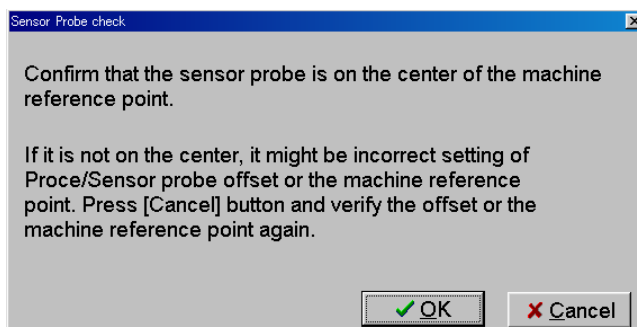 Sensor Probe check
Confirm that the sensor probe is on the center of the machine
reference point.
If it is not on the center, it might be incorrect setting of
Proce/Sensor probe offset or the machine reference
point. Press [Cancel] button and verify the offset or the
machine reference point again.
OK
Cancel